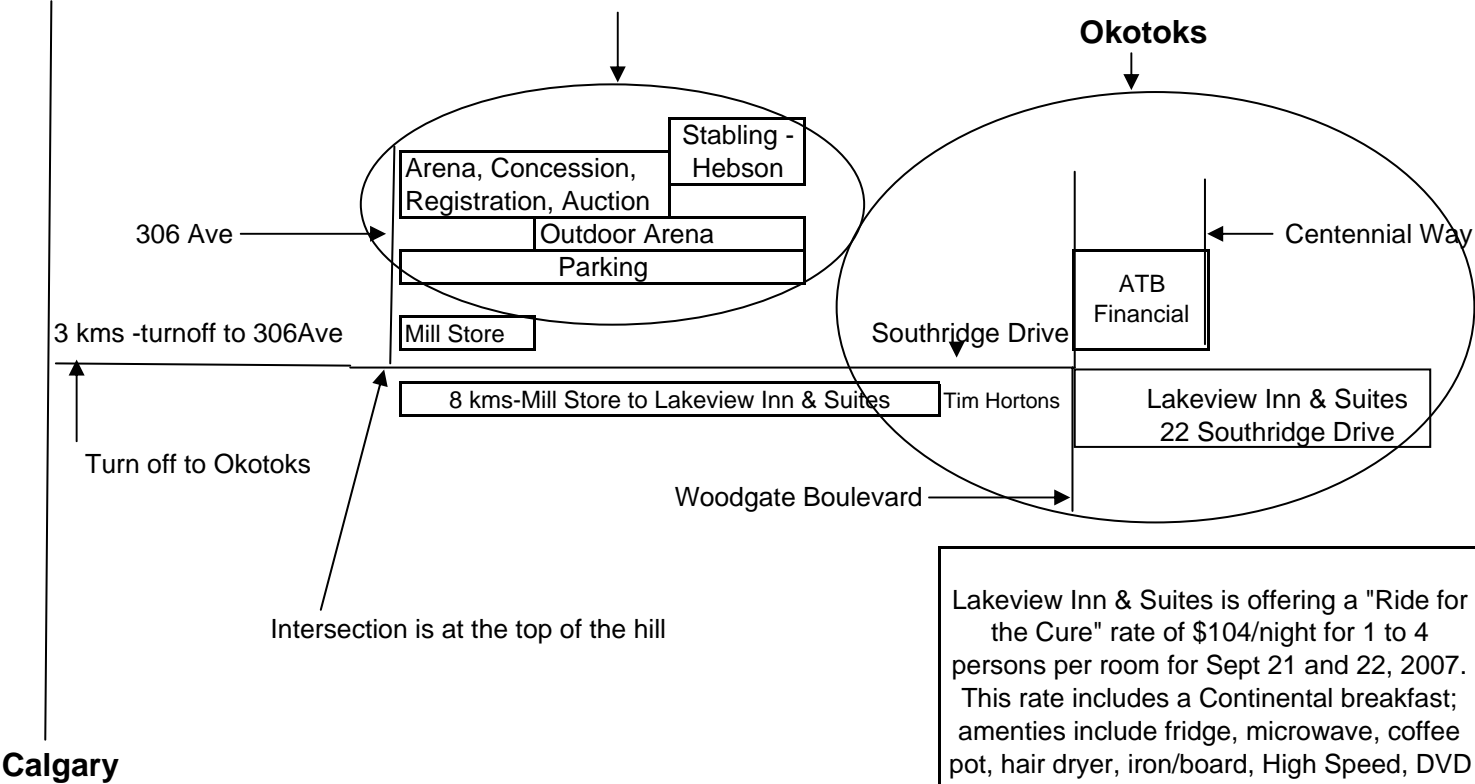 Okotoks
Stabling -
Hebson
Arena, Concession,
Registration, Auction
306 Ave
Outdoor Arena
Centennial Way
Parking
ATB
Financial
3 kms -turnoff to 306Ave
Mill Store
Southridge Drive
8 kms-Mill Store to Lakeview Inn & Suites
Tim Hortons
Lakeview Inn & Suites
22 Southridge Drive
Turn off to Okotoks
Woodgate Boulevard
Intersection is at the top of the hill
Lakeview Inn & Suites is offering a "Ride for
the Cure" rate of $104/night for 1 to 4
persons per room for Sept 21 and 22, 2007.
This rate includes a Continental breakfast;
amenties include fridge, microwave, coffee
pot, hair dryer, iron/board, High Speed, DVD
Calgary